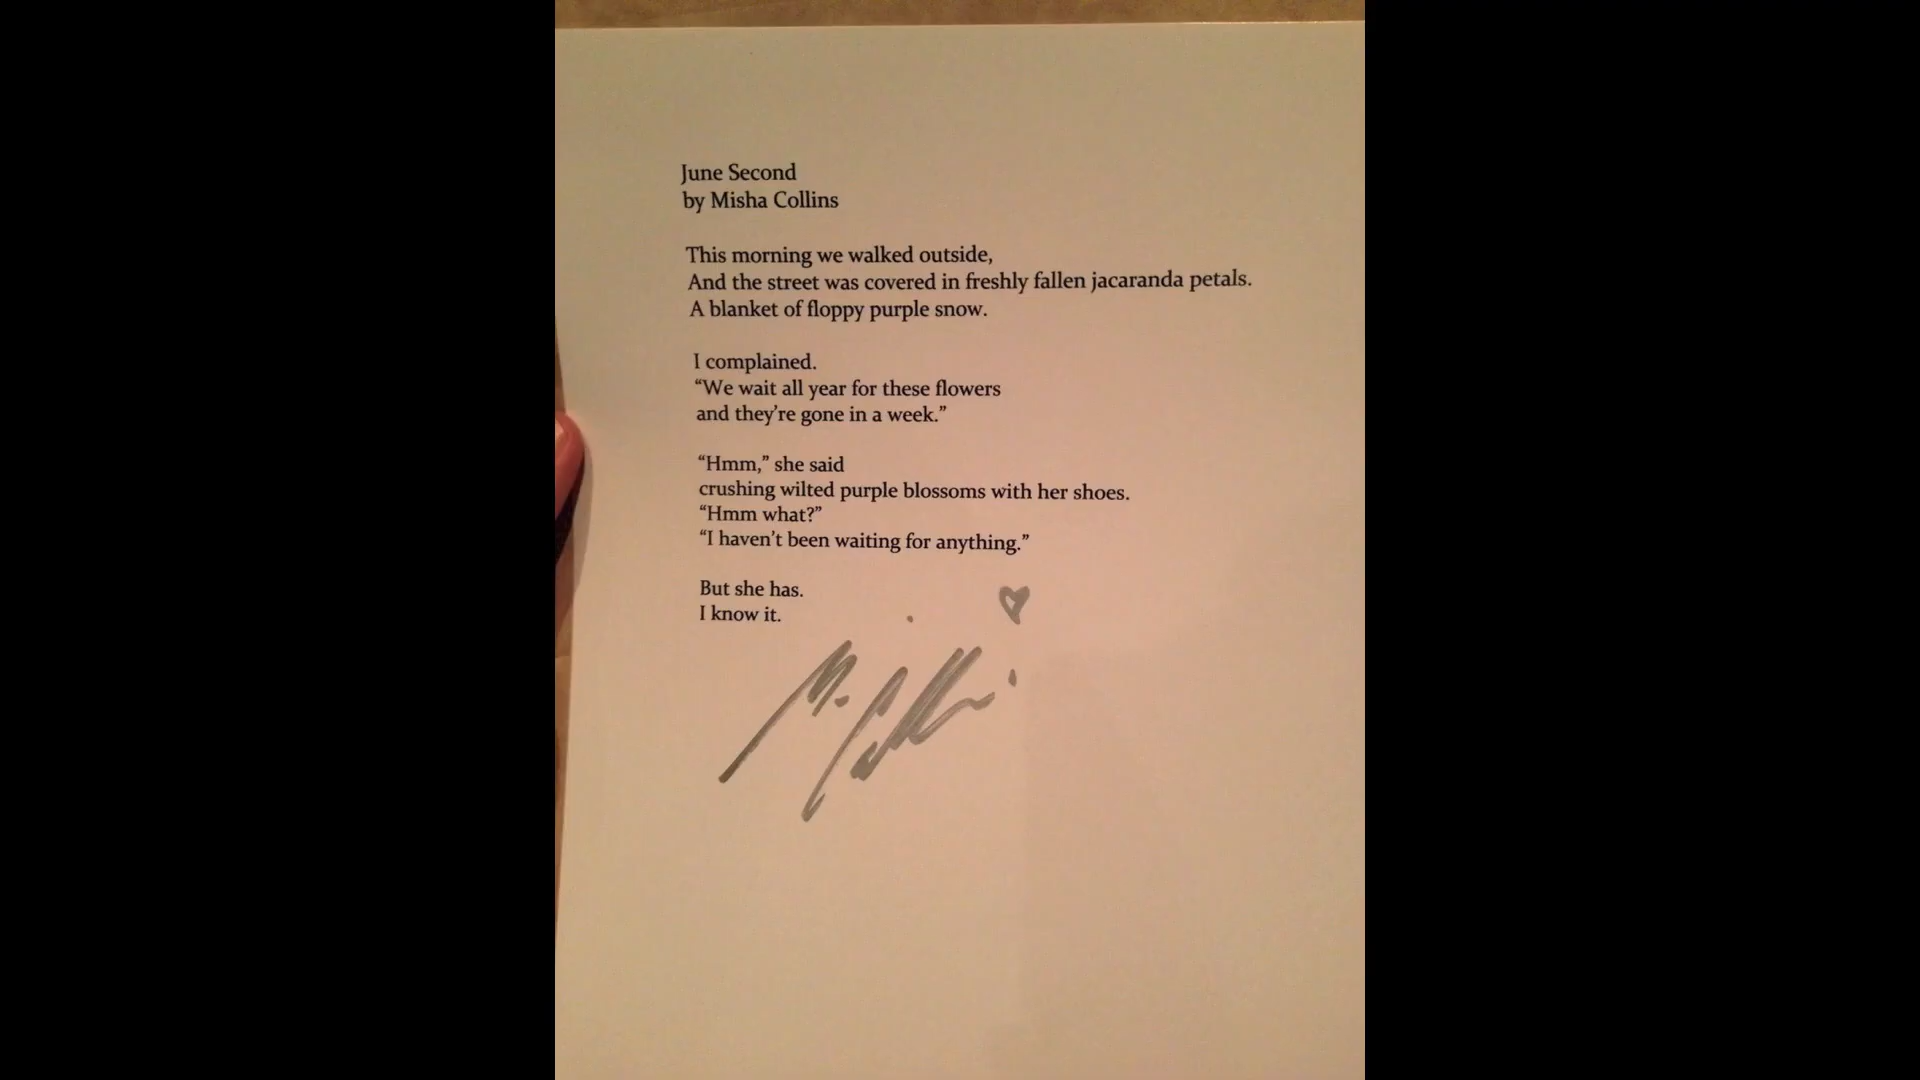 June Second
by Misha Collins
This morning we walked outside,
And the street was covered in freshly fallen jacaranda petals.
A blanket of floppy purple snow.
I complained.
“We wait all year for these flowers
and they’re gone in a week.”
“Hmm,” she said
crushing wilted purple blossoms with her shoes.
“Hmm what?”
“I haven’t been waiting for anything.”
But she has.
I know it.